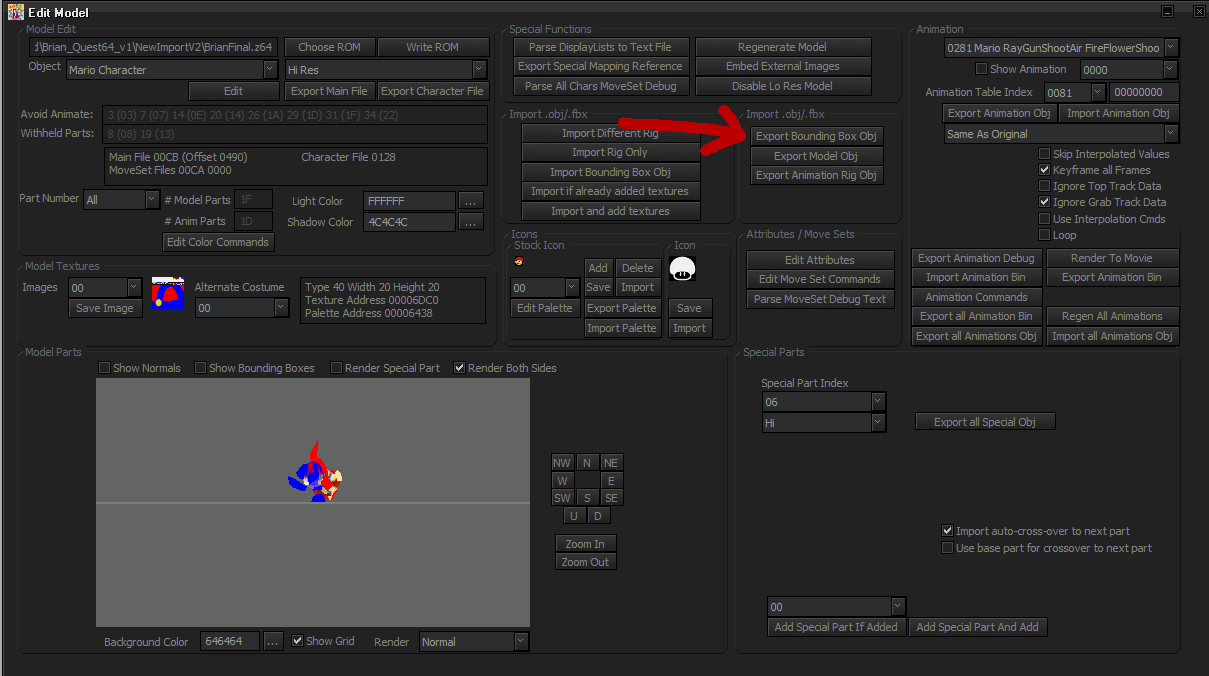 Edit Model
Model Edit
d\Brian_Quest64_v1\NewImportV2\BrianFinal.z64
Choose ROM
Write ROM
Object
Mario Character
Hi Res
Edit
Export Main File
Export Character File
Avoid Animate:
3 (03) 7 (07) 14 (0E) 20 (14) 26 (1A) 29 (1D) 31 (1F) 34 (22)
Withheld Parts:
8 (08) 19 (13)
Main File 00CB (Offset 0490)
Character File 0128
MoveSet Files 00CA 0000
Part Number
All
# Model Parts
1F
Light Color
FFFFFF
...
# Anim Parts
1D
Shadow Color
4C4C4C
...
Edit Color Commands
Model Textures
Images
00
Save Image
Alternate Costume
00
Type 40 Width 20 Height 20
Texture Address 00006DC0
Palette Address 00006438
Special Functions
Parse DisplayLists to Text File
Regenerate Model
Export Special Mapping Reference
Embed External Images
Parse All Chars MoveSet Debug
Disable Lo Res Model
Import .obj/.fbx
Import Different Rig
Import Rig Only
Import Bounding Box Obj
Import if already added textures
Import and add textures
Import .obj/.fbx
Export Bounding Box Obj
Export Model Obj
Export Animation Rig Obj
Icons
Stock Icon
Add
Delete
00
Save
Import
Edit Palette
Export Palette
Import Palette
Icon
Save
Import
Attributes / Move Sets
Edit Attributes
Edit Move Set Commands
Parse MoveSet Debug Text
Animation
0281 Mario RayGunShootAir FireFlowerShoo
Show Animation
0000
Animation Table Index
0081
00000000
Export Animation Obj
Import Animation Obj
Same As Original
Skip Interpolated Values
Keyframe all Frames
Ignore Top Track Data
Ignore Grab Track Data
Use Interpolation Cmds
Loop
Export Animation Debug
Render To Movie
Import Animation Bin
Export Animation Bin
Animation Commands
Export all Animation Bin
Regen All Animations
Export all Animations Obj
Import all Animations Obj
Model Parts
Show Normals
Show Bounding Boxes
Render Special Part
Render Both Sides
NW
N
NE
W
E
SW
S
SE
U
D
Zoom In
Zoom Out
Background Color
646464
...
Show Grid
Render
Normal
Special Parts
Special Part Index
06
Hi
Export all Special Obj
Import auto-cross-over to next part
Use base part for crossover to next part
00
Add Special Part If Added
Add Special Part And Add